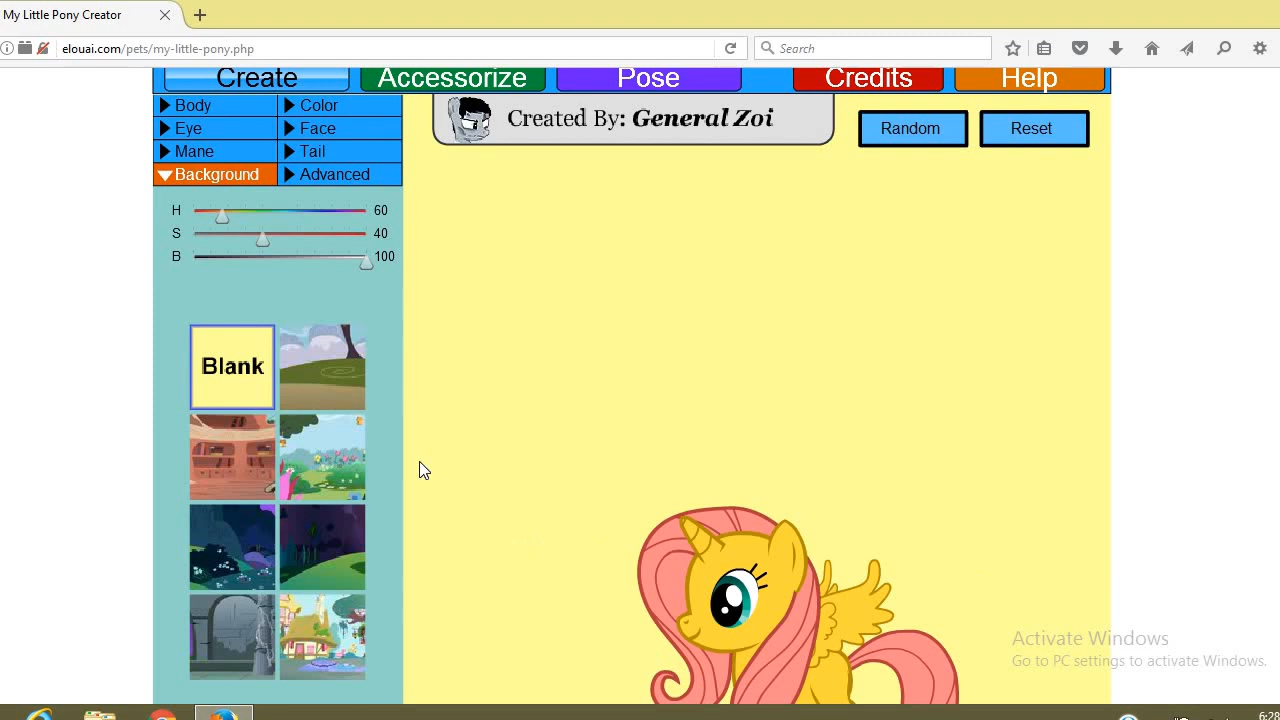 My Little Pony Creator
elouai.com/pets/my-little-pony.php
Search
Create Accessorize Pose Credits Help
Body Color
Eye Face
Mane Tail
Background Advanced
Created By: General Zoi
Random Reset
H 60
S 40
B 100
Blank
Activate Windows
Go to PC settings to activate Windows.
6:28